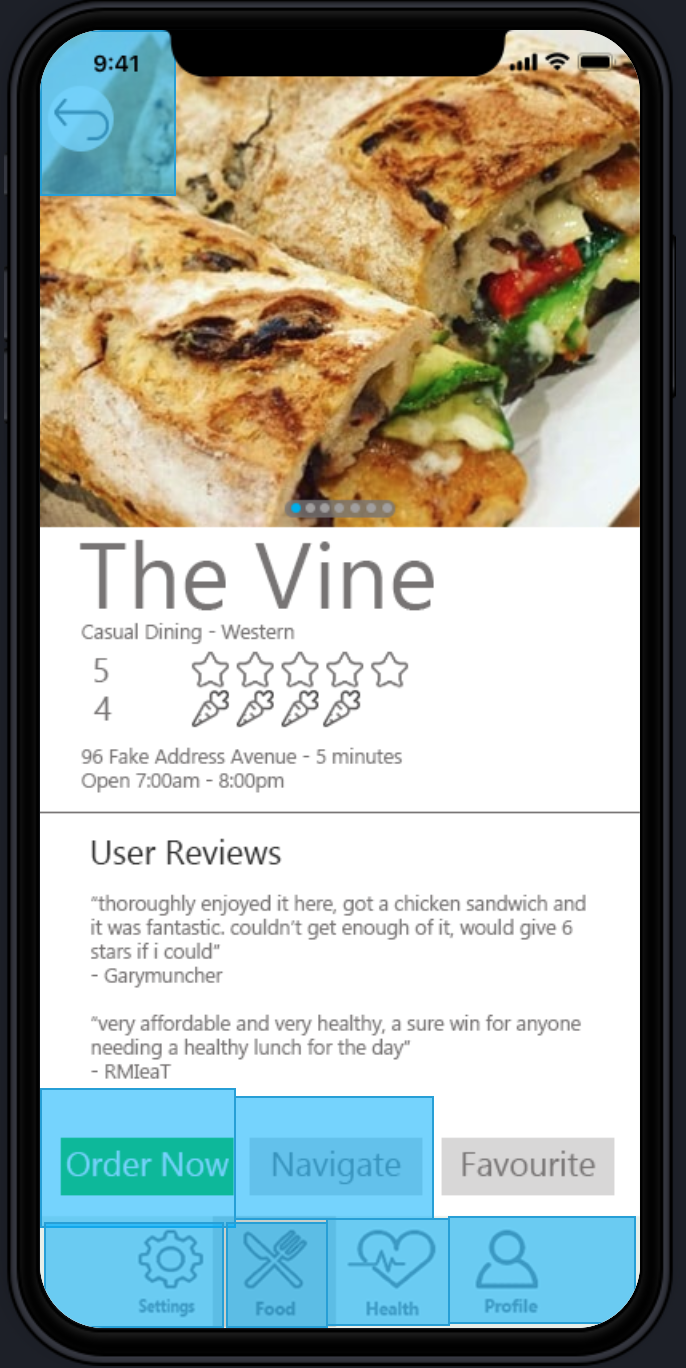 9:41
The Vine
Casual Dining - Western
5
4
96 Fake Address Avenue - 5 minutes
Open 7:00am - 8:00pm
User Reviews
“thoroughly enjoyed it here, got a chicken sandwich and
it was fantastic. couldn’t get enough of it, would give 6
stars if i could”
- Garymuncher
“very affordable and very healthy, a sure win for anyone
needing a healthy lunch for the day”
- RMIeaT
Order Now Navigate Favourite
Settings Food Health Profile